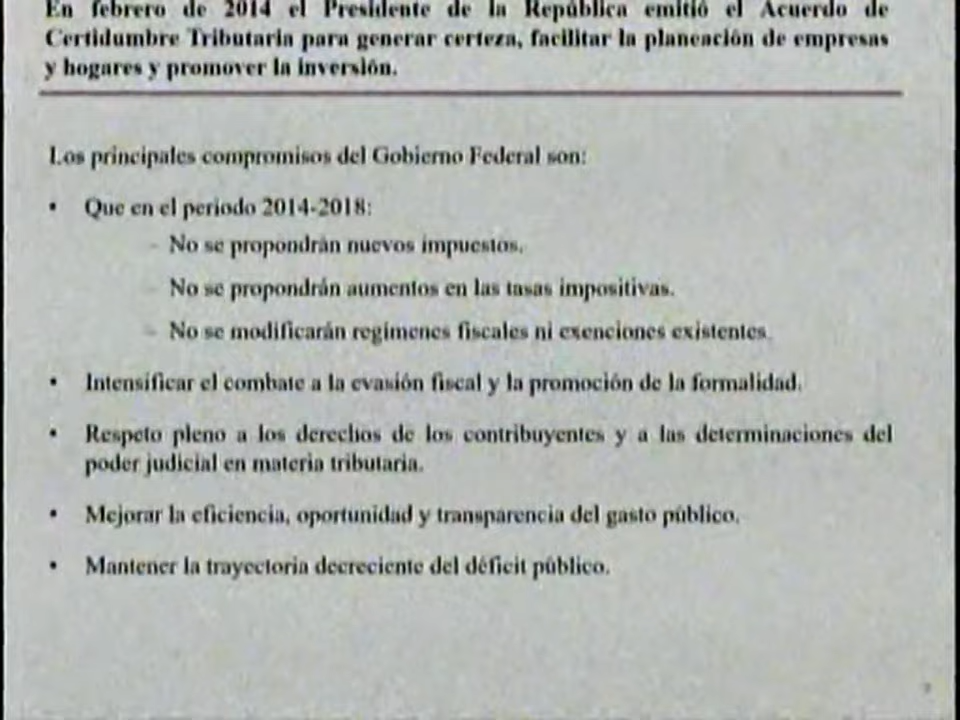 En febrero de 2014 el Presidente de la República emitió el Acuerdo de
Certidumbre Tributaria para generar certeza, facilitar la planeación de empresas
y hogares y promover la inversión.
Los principales compromisos del Gobierno Federal son:
• Que en el periodo 2014-2018:
– No se propondrán nuevos impuestos.
– No se propondrán aumentos en las tasas impositivas.
– No se modificarán regímenes fiscales ni exenciones existentes.
• Intensificar el combate a la evasión fiscal y la promoción de la formalidad.
• Respeto pleno a los derechos de los contribuyentes y a las determinaciones del
poder judicial en materia tributaria.
• Mejorar la eficiencia, oportunidad y transparencia del gasto público.
• Mantener la trayectoria decreciente del déficit público.